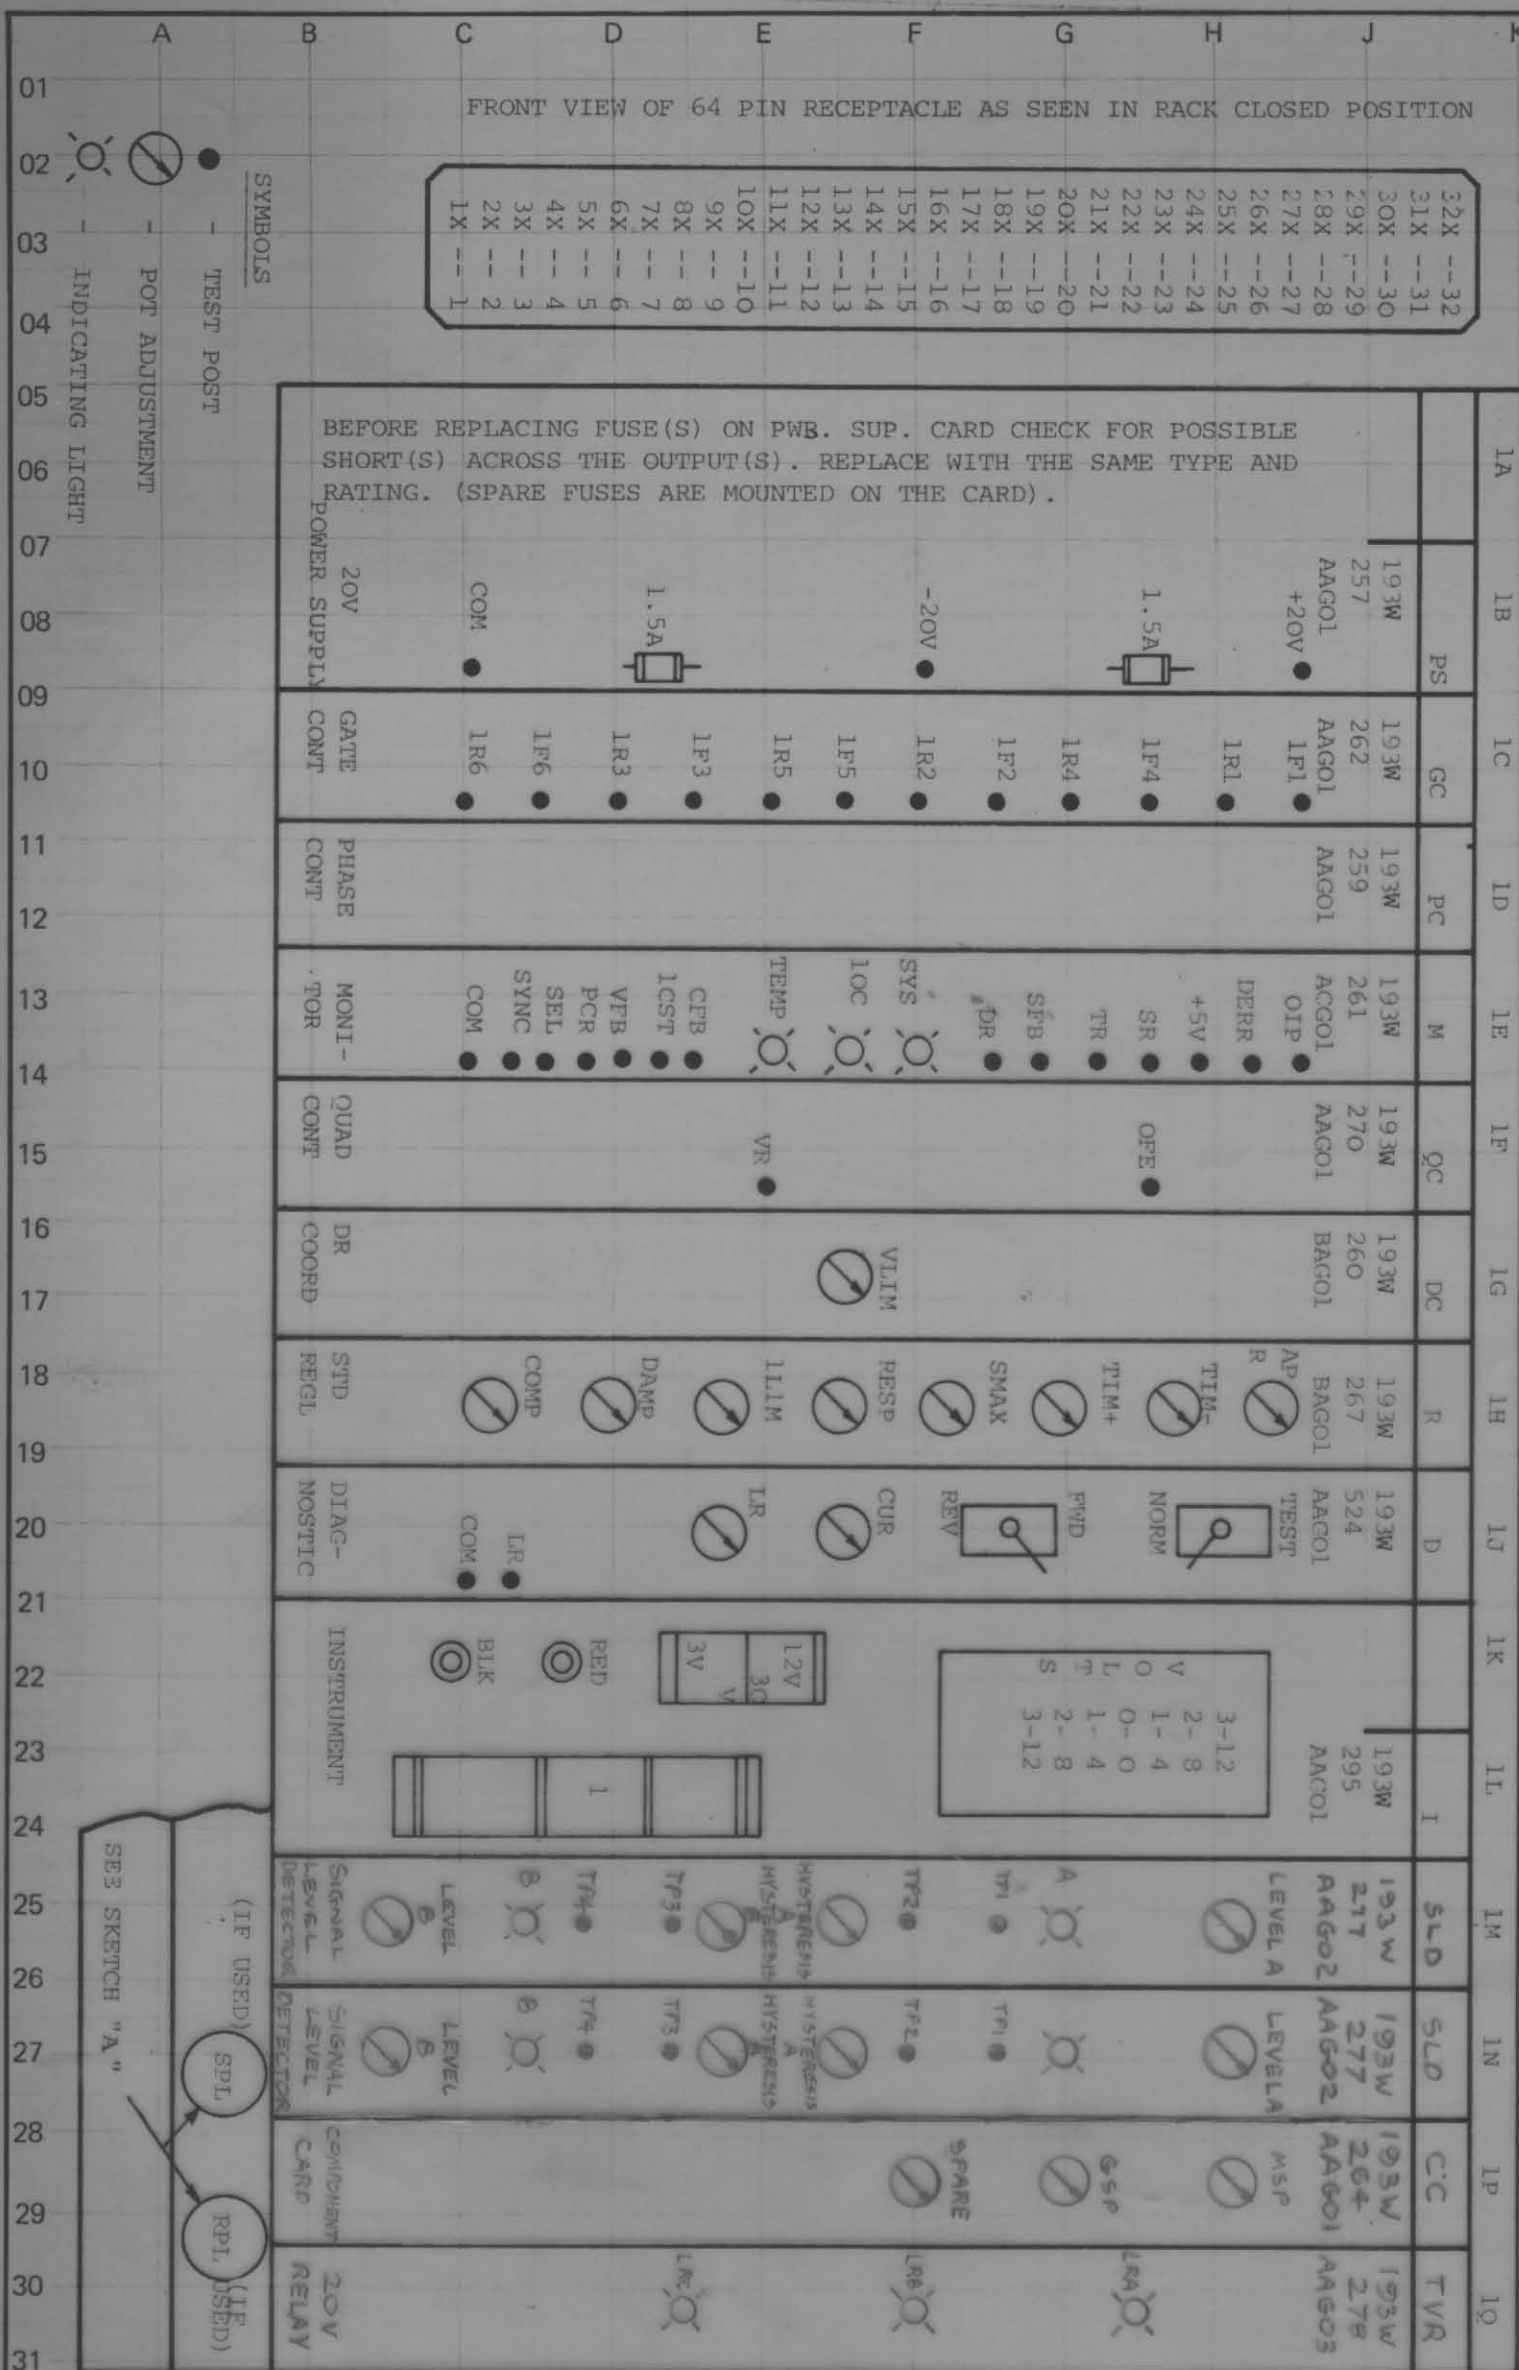 A B C D E F G H J K
01
02
03
04
05
06
07
08
09
10
11
12
13
14
15
16
17
18
19
20
21
22
23
24
25
26
27
28
29
30
31
FRONT VIEW OF 64 PIN RECEPTACLE AS SEEN IN RACK CLOSED POSITION
32X --32
31X --31
30X --30
29X --29
28X --28
27X --27
26X --26
25X --25
24X --24
23X --23
22X --22
21X --21
20X --20
19X --19
18X --18
17X --17
16X --16
15X --15
14X --14
13X --13
12X --12
11X --11
10X --10
9X -- 9
8X -- 8
7X -- 7
6X -- 6
5X -- 5
4X -- 4
3X -- 3
2X -- 2
1X -- 1
SYMBOLS
- TEST POST
- POT ADJUSTMENT
- INDICATING LIGHT
BEFORE REPLACING FUSE(S) ON PWB. SUP. CARD CHECK FOR POSSIBLE
SHORT(S) ACROSS THE OUTPUT(S). REPLACE WITH THE SAME TYPE AND
RATING. (SPARE FUSES ARE MOUNTED ON THE CARD).
1A
1B
PS
193W
257
AAG01
+20V
1.5A
-20V
1.5A
COM
20V
POWER SUPPLY
1C
GC
193W
262
AAG01
1F1
1R1
1F4
1R4
1F2
1R2
1F5
1R5
1F3
1R3
1F6
1R6
GATE
CONT
1D
PC
193W
259
AAG01
PHASE
CONT
1E
M
193W
261
ACG01
OIP
DERR
+5V
SR
TR
SFB
DR
SYS
1OC
TEMP
CFB
1CST
VFB
PCR
SEL
SYNC
COM
MONI-
TOR
1F
QC
193W
270
AAG01
OFE
VR
QUAD
CONT
1G
DC
193W
260
BAG01
VLIM
DR
COORD
1H
R
193W
267
BAG01
AP
R
TIM-
TIM+
SMAX
RESP
1L1M
DAMP
COMP
STD
REGL
1J
D
193W
524
AAG01
TEST
NORM
FWD
REV
CUR
LR
LR
COM
DIAG-
NOSTIC
1K
1L
I
193W
295
AAG01
3-12
V 2- 8
O 1- 4
L 0- 0
T 1- 4
S 2- 8
3-12
12V
30
V
3V
RED
BLK
1
INSTRUMENT
1M
SLD
193W
277
AAG02
LEVEL A
A
TP1
TP2
HYSTERESIS
A
B
HYSTERESIS
TP3
TP4
B
LEVEL
B
SIGNAL
LEVEL
DETECTOR
1N
SLD
193W
277
AAG02
LEVEL A
TP1
TP2
HYSTERESIS
A
B
HYSTERESIS
TP3
TP4
B
LEVEL
B
SIGNAL
LEVEL
DETECTOR
1P
CC
193W
264
AAG01
MSP
GSP
SPARE
COMPONENT
CARD
1Q
TVR
193W
278
AAG03
LRA
LRB
LRC
20V
RELAY
(IF USED)
SPL
RPL
(IF
USED)
SEE SKETCH "A"